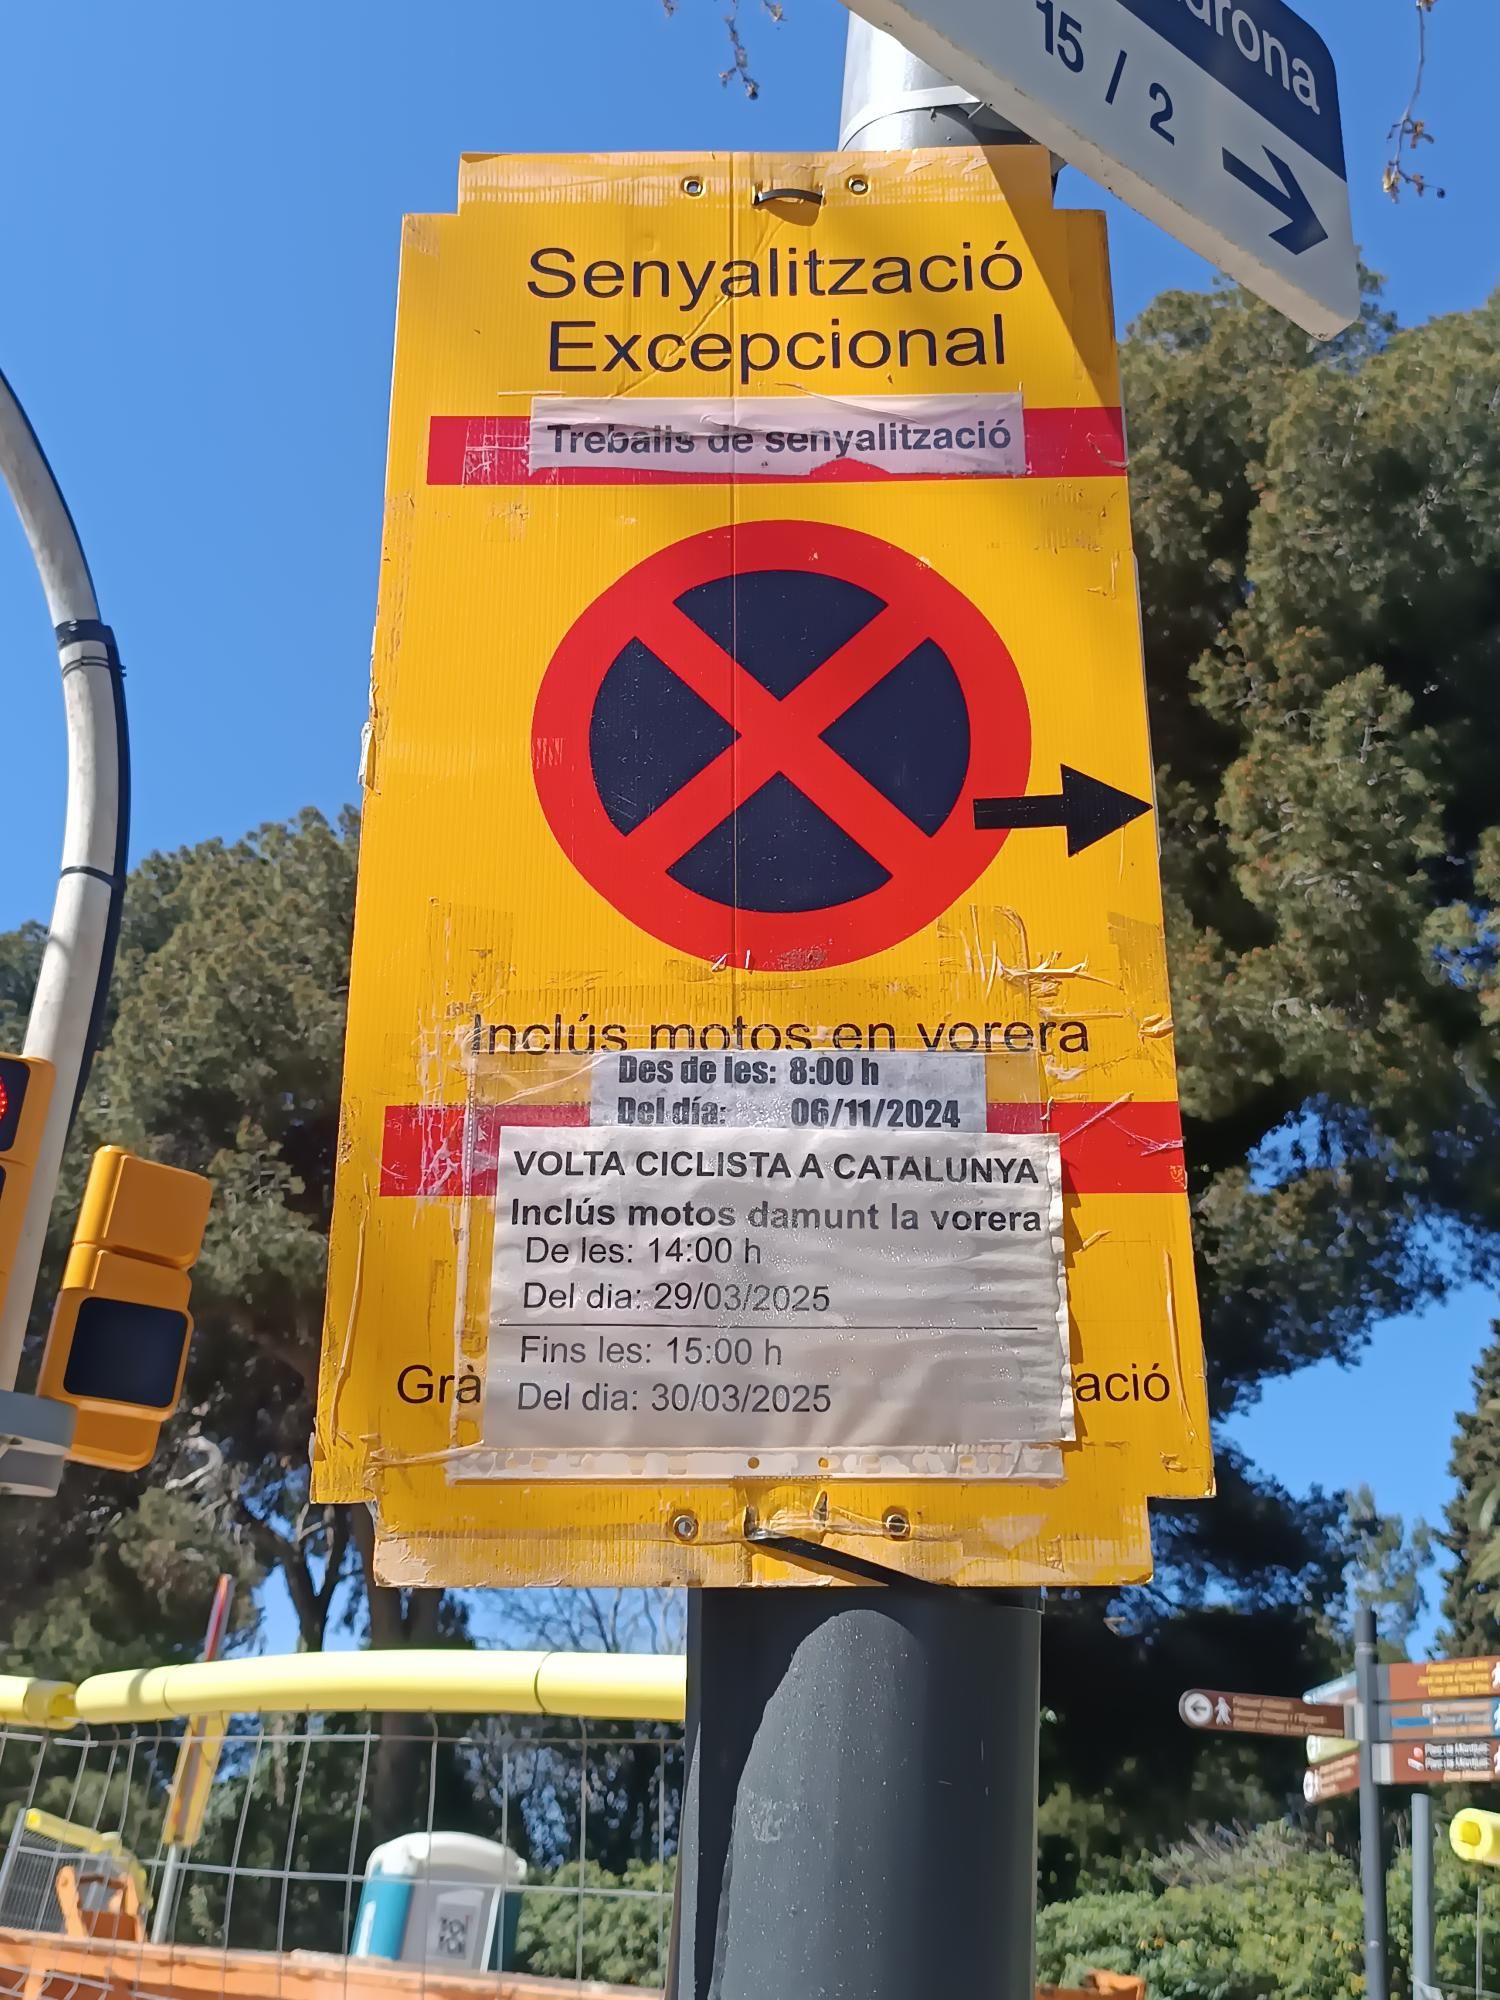 15 / 2
Senyalització
Excepcional
Treballs de senyalització
Inclús motos en vorera
Des de les: 8:00 h
Del día: 06/11/2024
VOLTA CICLISTA A CATALUNYA
Inclús motos damunt la vorera
De les: 14:00 h
Del dia: 29/03/2025
Fins les: 15:00 h
Del dia: 30/03/2025